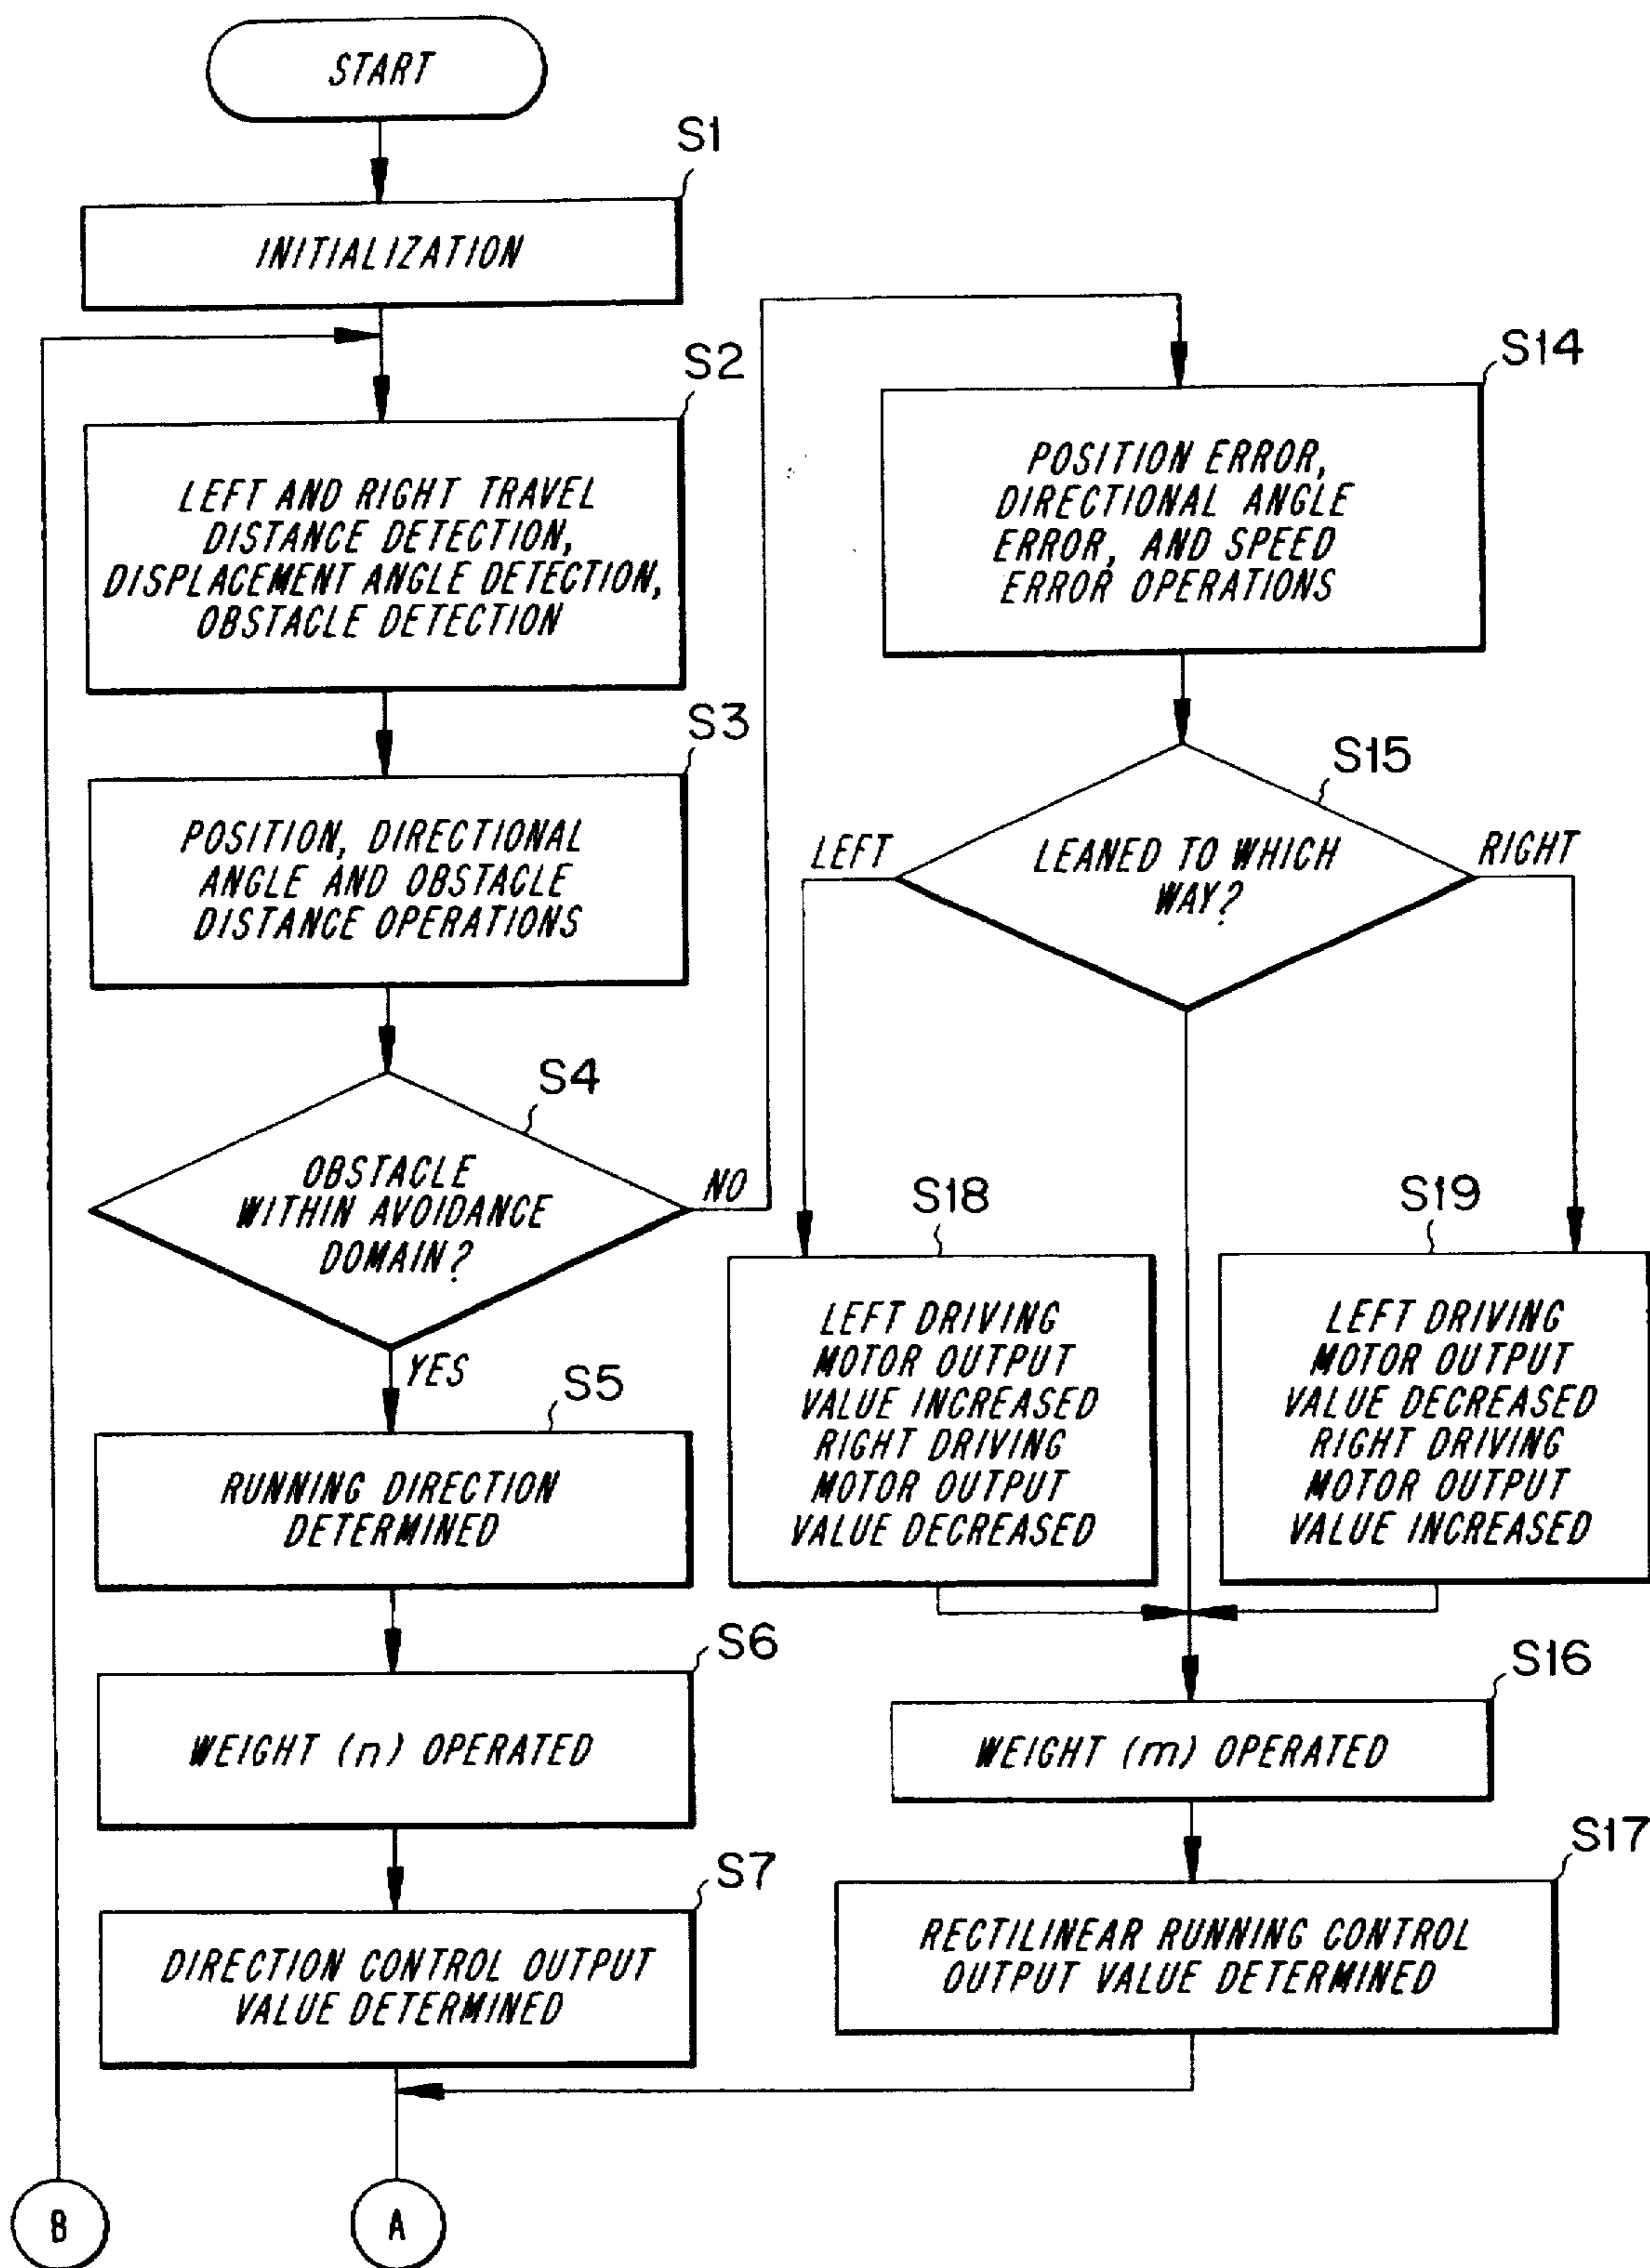 START
S1
INITIALIZATION
S2
LEFT AND RIGHT TRAVEL
DISTANCE DETECTION,
DISPLACEMENT ANGLE DETECTION,
OBSTACLE DETECTION
S3
POSITION, DIRECTIONAL
ANGLE AND OBSTACLE
DISTANCE OPERATIONS
S4
OBSTACLE
WITHIN AVOIDANCE
DOMAIN?
NO
YES
S5
RUNNING DIRECTION
DETERMINED
S6
WEIGHT (n) OPERATED
S7
DIRECTION CONTROL OUTPUT
VALUE DETERMINED
B
A
S14
POSITION ERROR,
DIRECTIONAL ANGLE
ERROR, AND SPEED
ERROR OPERATIONS
S15
LEFT
LEANED TO WHICH
WAY?
RIGHT
S18
LEFT DRIVING
MOTOR OUTPUT
VALUE INCREASED
RIGHT DRIVING
MOTOR OUTPUT
VALUE DECREASED
S19
LEFT DRIVING
MOTOR OUTPUT
VALUE DECREASED
RIGHT DRIVING
MOTOR OUTPUT
VALUE INCREASED
S16
WEIGHT (m) OPERATED
S17
RECTILINEAR RUNNING CONTROL
OUTPUT VALUE DETERMINED